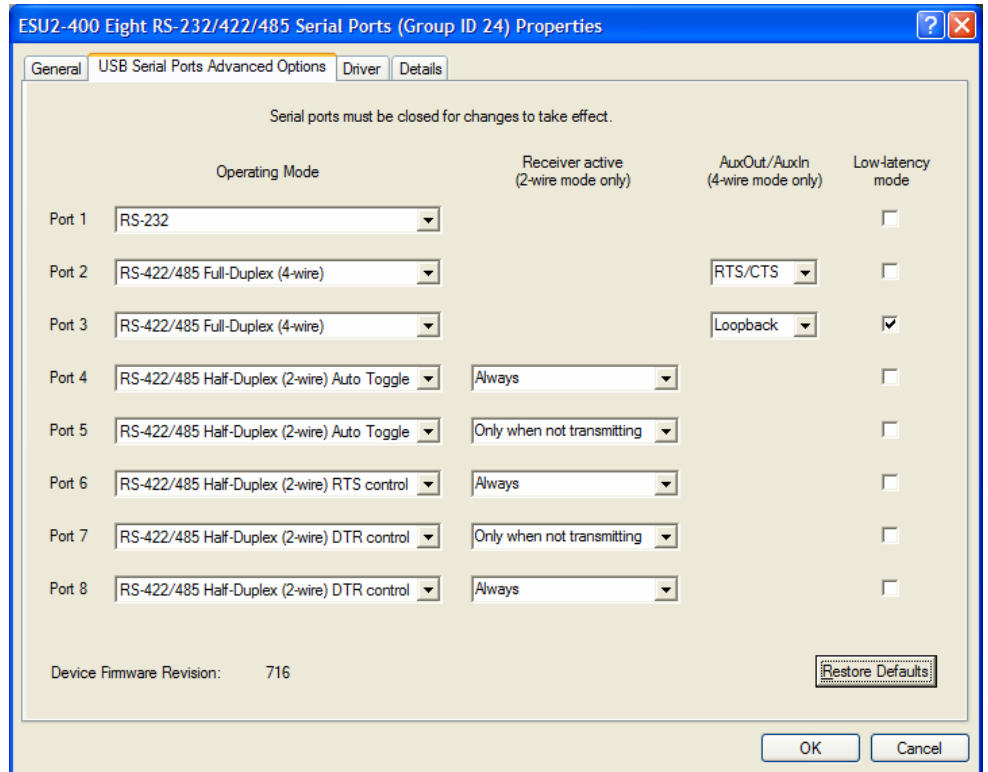 ESU2-400 Eight RS-232/422/485 Serial Ports (Group ID 24) Properties
General USB Serial Ports Advanced Options Driver Details
Serial ports must be closed for changes to take effect.
Operating Mode Receiver active (2-wire mode only) AuxOut/AuxIn (4-wire mode only) Low-latency mode
Port 1 RS-232
Port 2 RS-422/485 Full-Duplex (4-wire) RTS/CTS
Port 3 RS-422/485 Full-Duplex (4-wire) Loopback
Port 4 RS-422/485 Half-Duplex (2-wire) Auto Toggle Always
Port 5 RS-422/485 Half-Duplex (2-wire) Auto Toggle Only when not transmitting
Port 6 RS-422/485 Half-Duplex (2-wire) RTS control Always
Port 7 RS-422/485 Half-Duplex (2-wire) DTR control Only when not transmitting
Port 8 RS-422/485 Half-Duplex (2-wire) DTR control Always
Device Firmware Revision: 716 Restore Defaults
OK Cancel